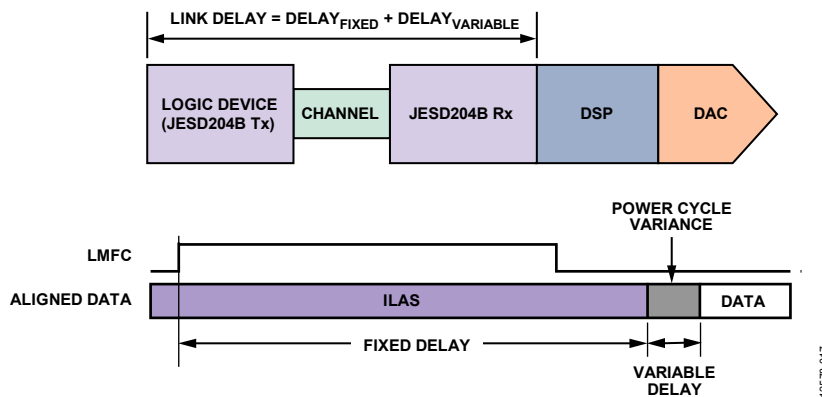 LINK DELAY = DELAYFIXED + DELAYVARIABLE
LOGIC DEVICE
(JESD204B Tx)
CHANNEL
JESD204B Rx
DSP
DAC
POWER CYCLE
VARIANCE
LMFC
ALIGNED DATA
ILAS
DATA
FIXED DELAY
VARIABLE
DELAY